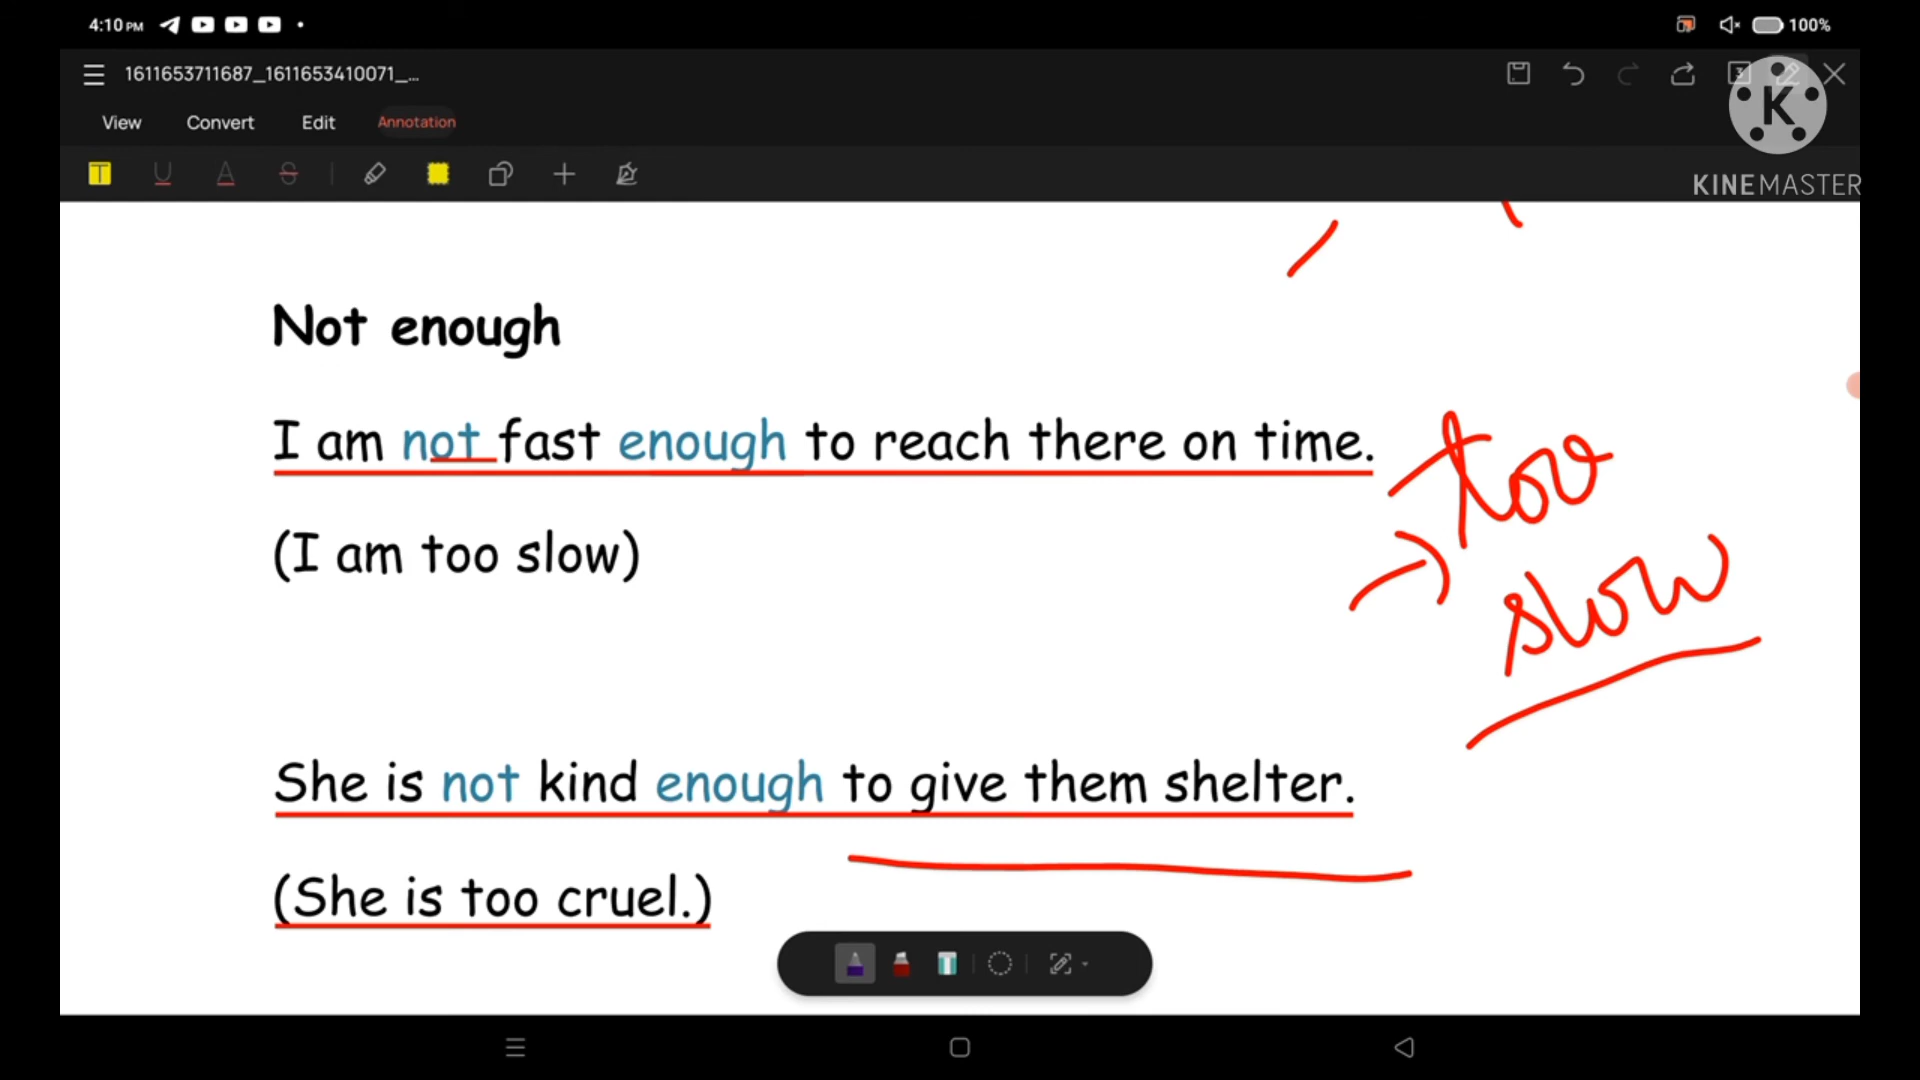 4:10 PM
100%
1611653711687_1611653410071_...
3
K
View Convert Edit Annotation
T U A S
KINEMASTER
Not enough
I am not fast enough to reach there on time.
too
(I am too slow)
slow
She is not kind enough to give them shelter.
(She is too cruel.)